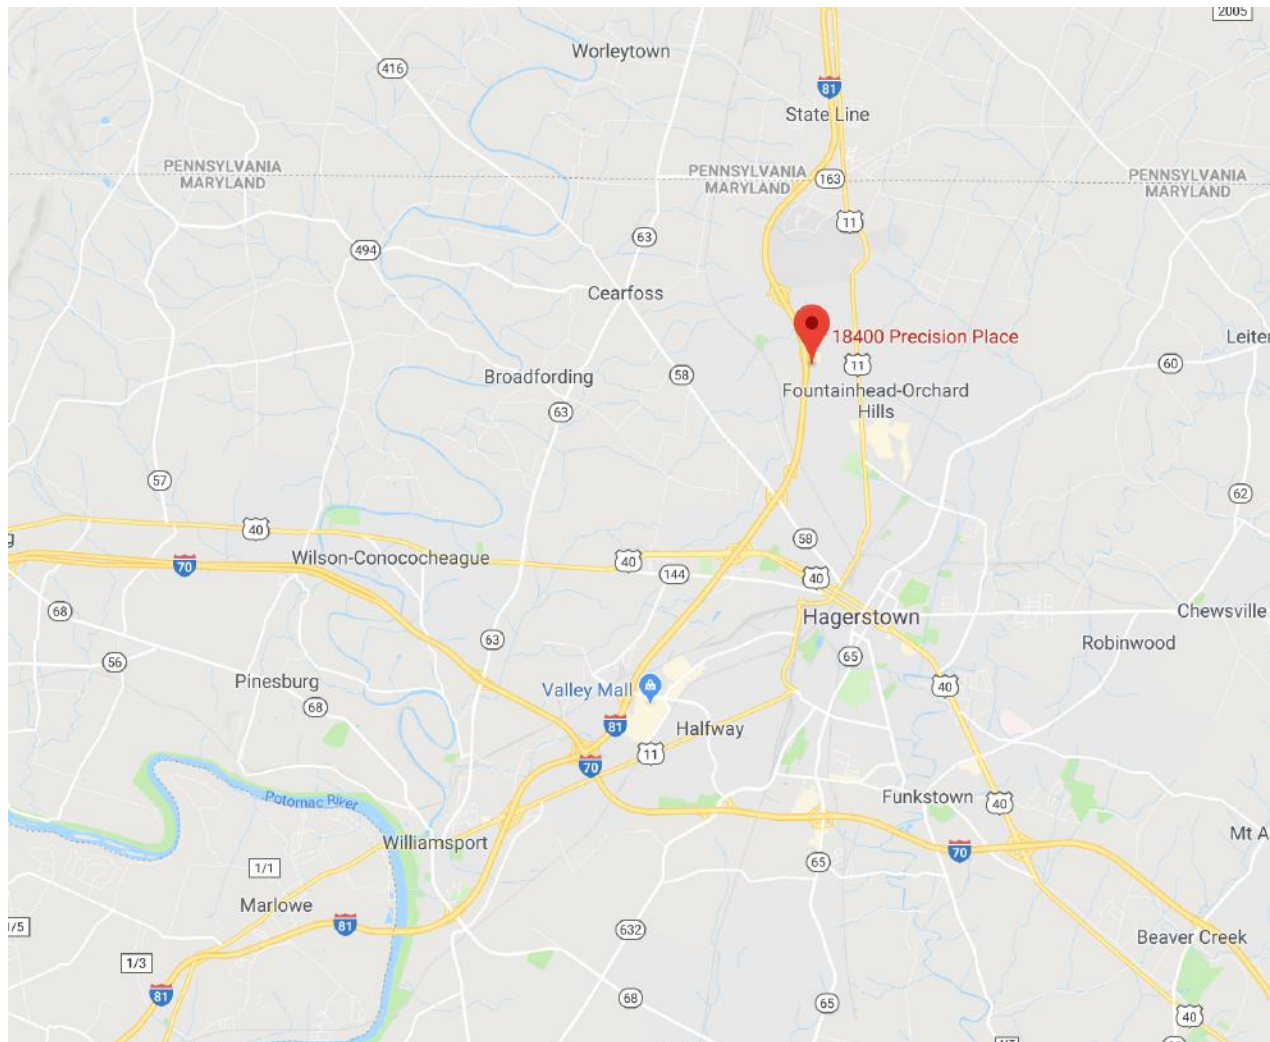 2005
Worleytown
416
81
State Line
PENNSYLVANIA
MARYLAND
PENNSYLVANIA
MARYLAND
163
PENNSYLVANIA
MARYLAND
11
63
494
Cearfoss
18400 Precision Place
Leiter
11
60
58
Broadfording
Fountainhead-Orchard
Hills
63
57
62
40
58
Wilson-Conococheague
40
70
144
40
68
Hagerstown
Chewsville
63
Robinwood
65
56
Pinesburg
Valley Mall
40
68
81
Halfway
11
70
Potomac River
Funkstown
40
Mt A
Williamsport
70
65
1/1
Marlowe
81
1/5
632
Beaver Creek
1/3
81
68
65
40